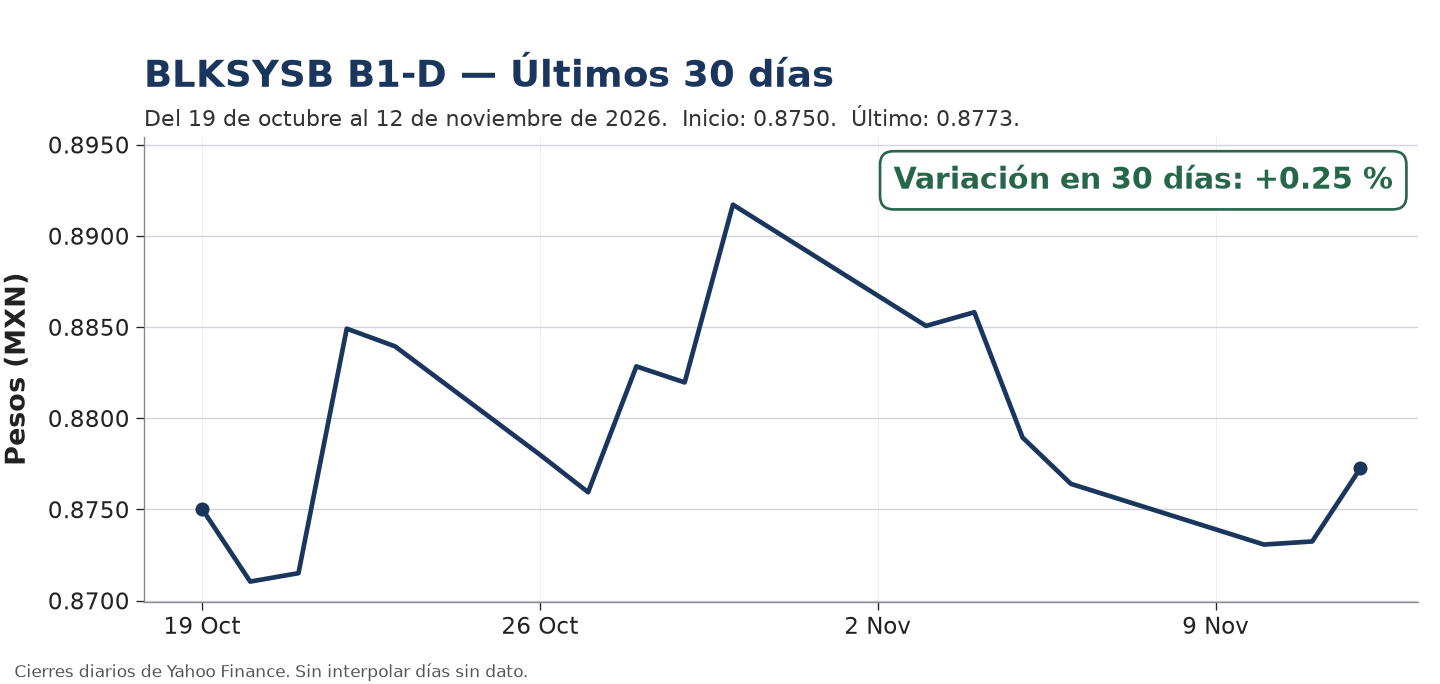 BLKSYSB B1-D — Últimos 30 días
Del 19 de octubre al 12 de noviembre de 2026.  Inicio: 0.8750.  Último: 0.8773.
Variación en 30 días: +0.25 %
Pesos (MXN)
0.8950
0.8900
0.8850
0.8800
0.8750
0.8700
19 Oct
26 Oct
2 Nov
9 Nov
Cierres diarios de Yahoo Finance. Sin interpolar días sin dato.